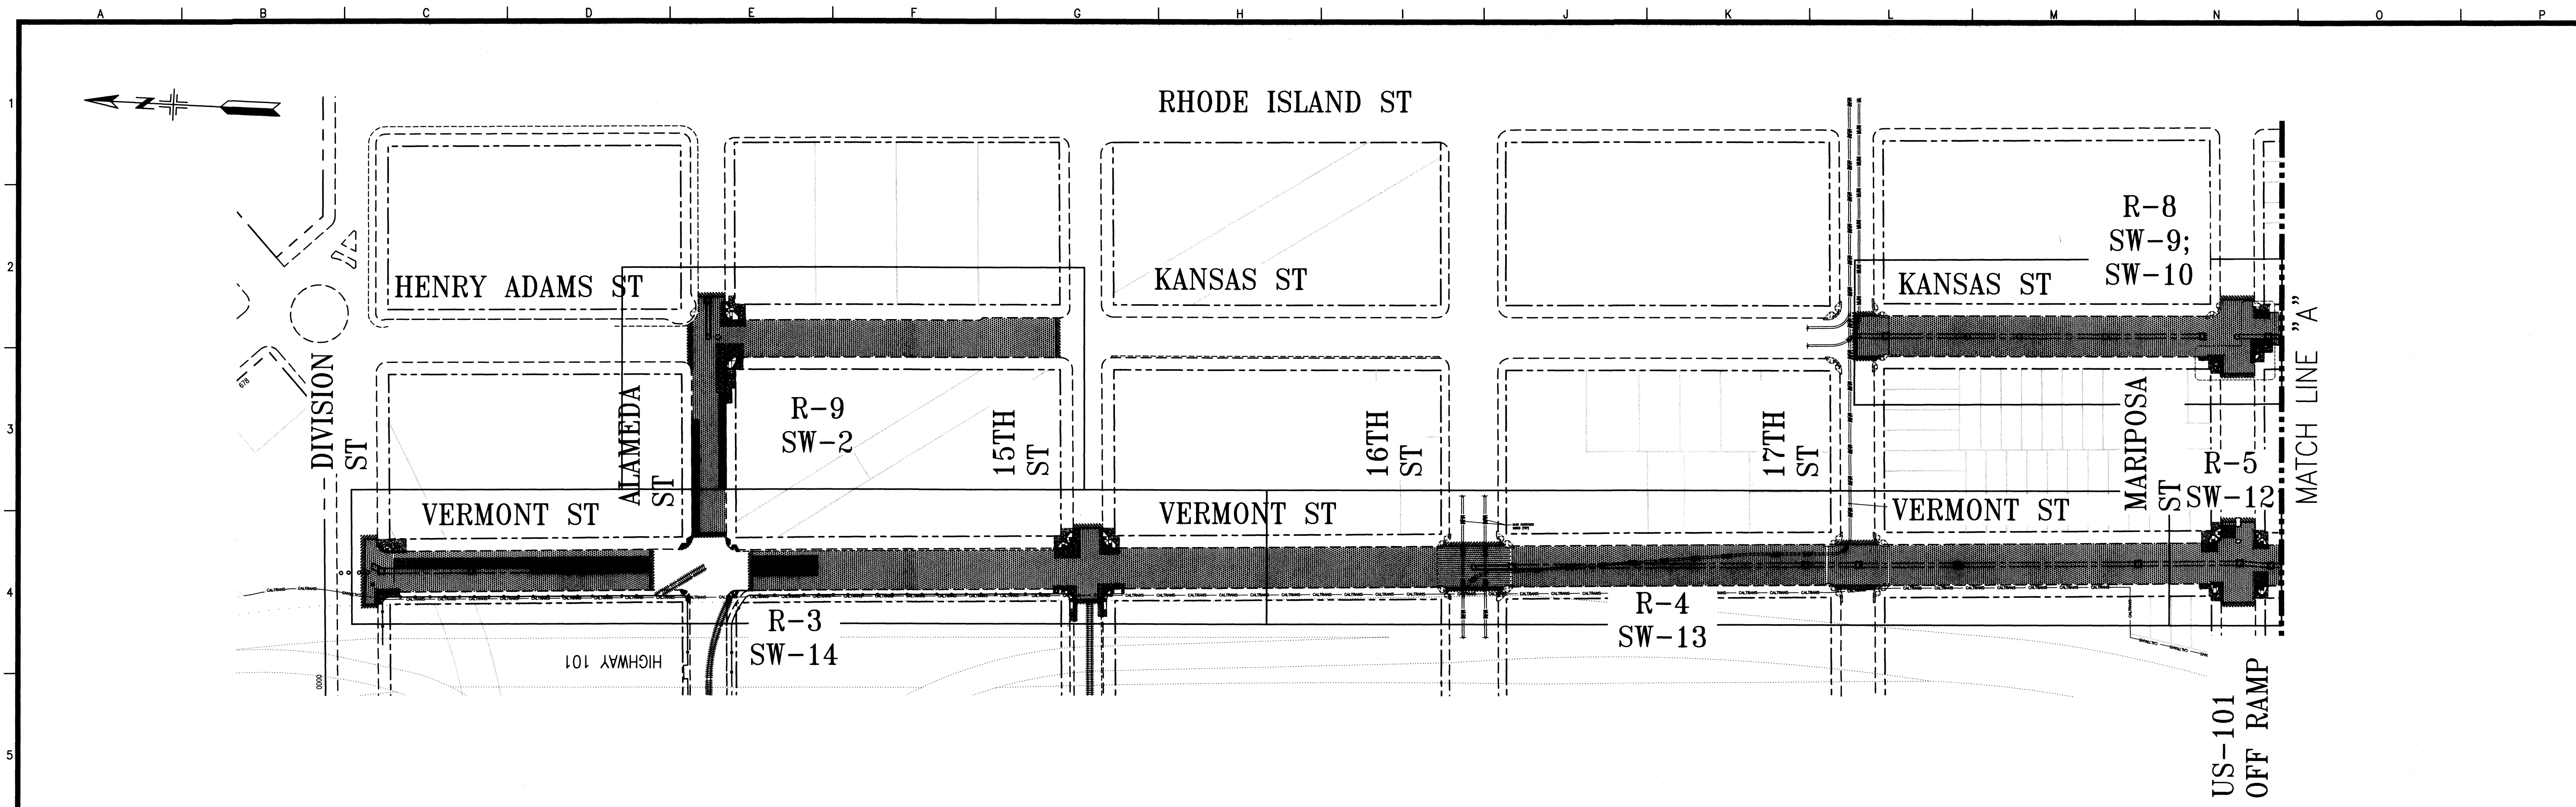 A B C D E F G H I J K L M N O P
1
2
3
4
5
N
RHODE ISLAND ST
HENRY ADAMS ST
KANSAS ST
KANSAS ST
R-8
SW-9;
SW-10
MATCH LINE "A"
DIVISION
ST
ALAMEDA
ST
R-9
SW-2
15TH
ST
16TH
ST
17TH
ST
MARIPOSA
ST
R-5
SW-12
678
VERMONT ST
VERMONT ST
VERMONT ST
CALTRANS
R-3
SW-14
R-4
SW-13
HIGHWAY 101
0000
US-101
OFF RAMP